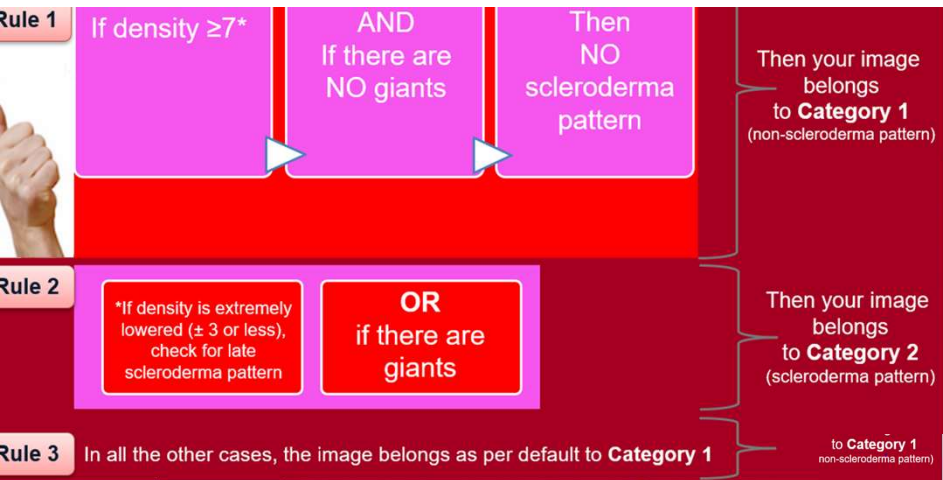 Rule 1
If density ≥7*
AND
If there are
NO giants
Then
NO
scleroderma
pattern
Then your image
belongs
to Category 1
(non-scleroderma pattern)
Rule 2
*If density is extremely
lowered (± 3 or less),
check for late
scleroderma pattern
OR
if there are
giants
Then your image
belongs
to Category 2
(scleroderma pattern)
Rule 3
In all the other cases, the image belongs as per default to Category 1
to Category 1
non-scleroderma pattern)